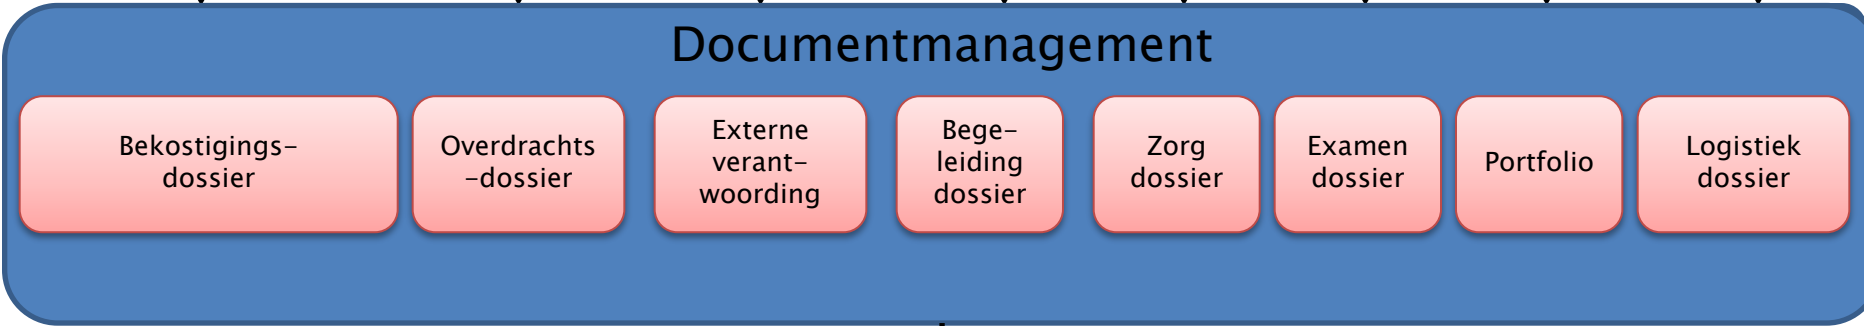 Documentmanagement
Bekostigings-
dossier
Overdrachts
-dossier
Externe
verant-
woording
Bege-
leiding
dossier
Zorg
dossier
Examen
dossier
Portfolio
Logistiek
dossier